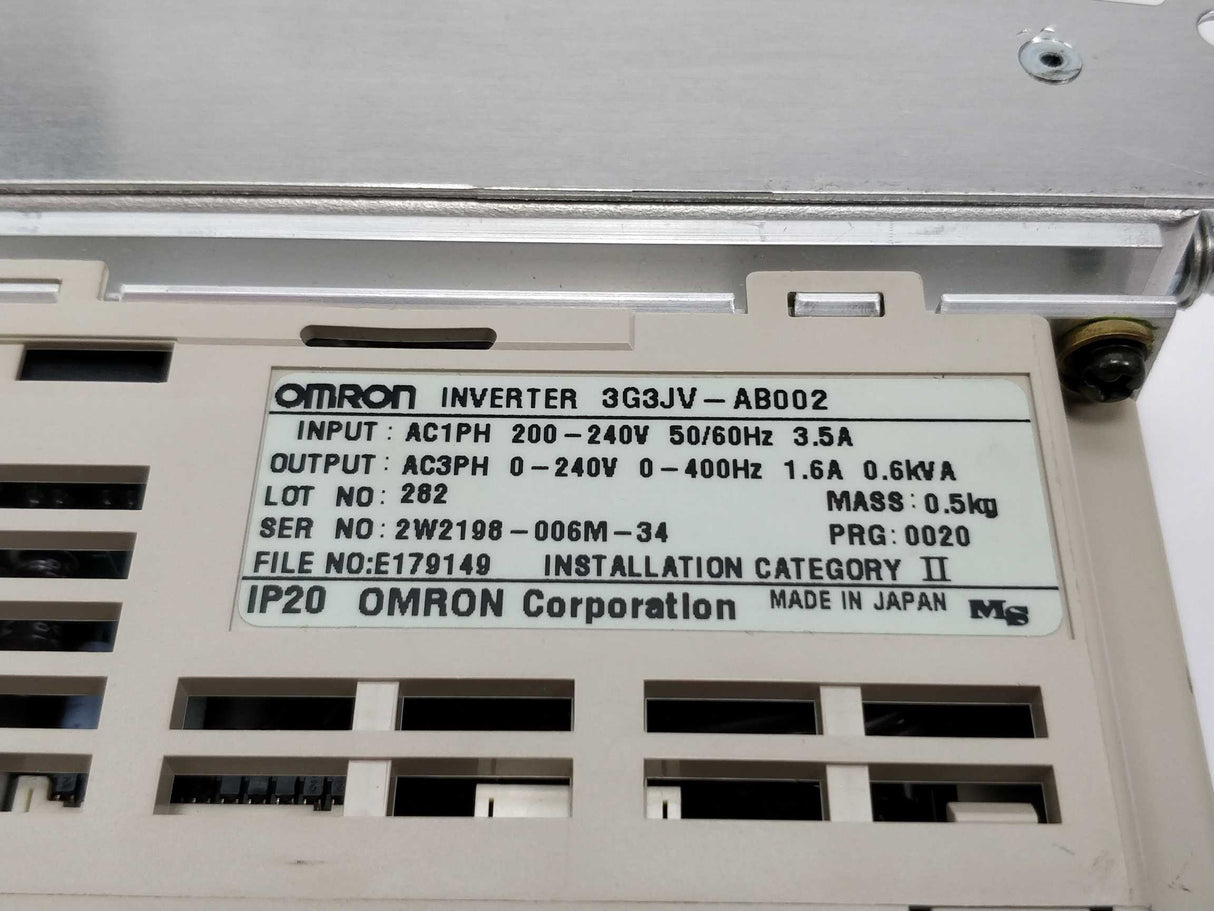 OMRON INVERTER 3G3JV-AB002
INPUT: AC1PH 200-240V 50/60Hz 3.5A
OUTPUT: AC3PH 0-240V 0-400Hz 1.6A 0.6kVA
LOT NO: 282 MASS: 0.5kg
SER NO: 2W2198-006M-34 PRG: 0020
FILE NO:E179149 INSTALLATION CATEGORY II
IP20 OMRON Corporation MADE IN JAPAN MS